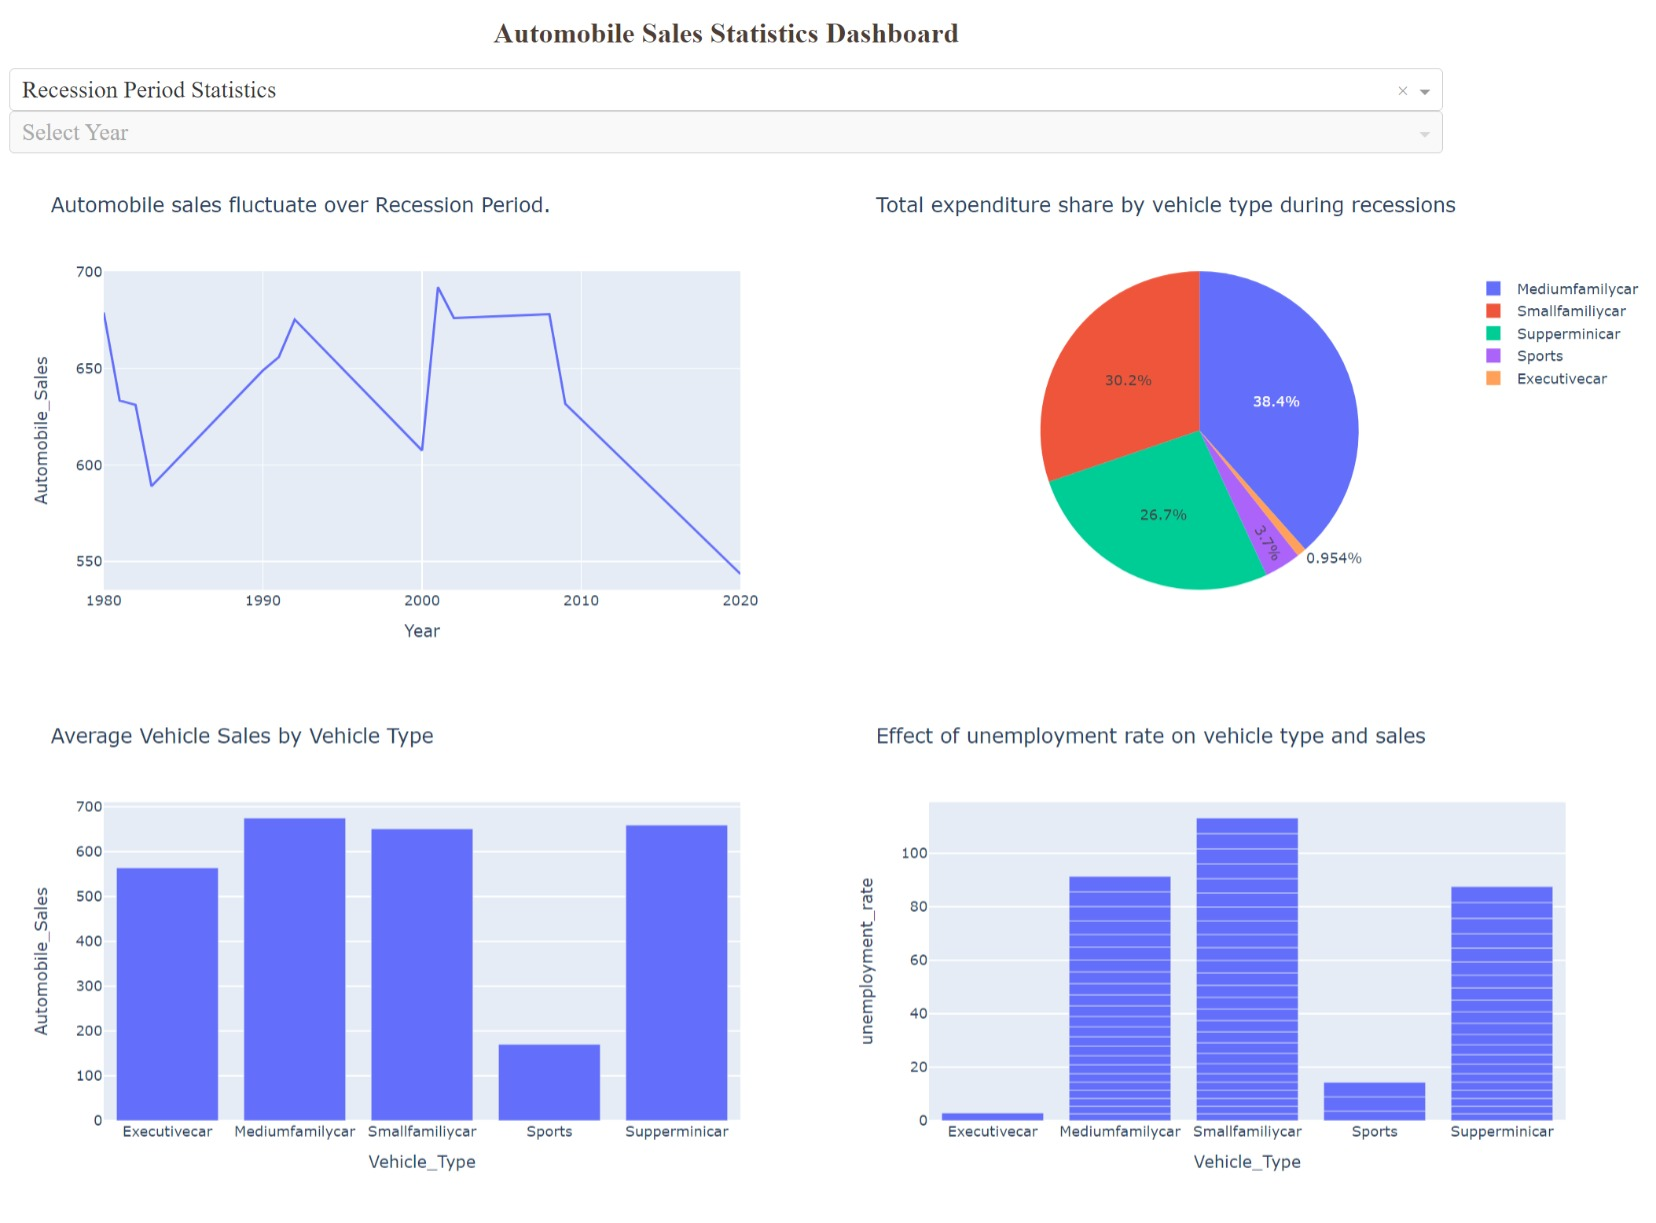 Automobile Sales Statistics Dashboard
Recession Period Statistics
×
Select Year
Automobile sales fluctuate over Recession Period.
700
650
600
550
Automobile_Sales
1980 1990 2000 2010 2020
Year
Total expenditure share by vehicle type during recessions
30.2%
38.4%
26.7%
3.7%
0.954%
Mediumfamilycar
Smallfamiliycar
Supperminicar
Sports
Executivecar
Average Vehicle Sales by Vehicle Type
700
600
500
400
300
200
100
0
Automobile_Sales
Executivecar Mediumfamilycar Smallfamiliycar Sports Supperminicar
Vehicle_Type
Effect of unemployment rate on vehicle type and sales
100
80
60
40
20
0
unemployment_rate
Executivecar Mediumfamilycar Smallfamiliycar Sports Supperminicar
Vehicle_Type